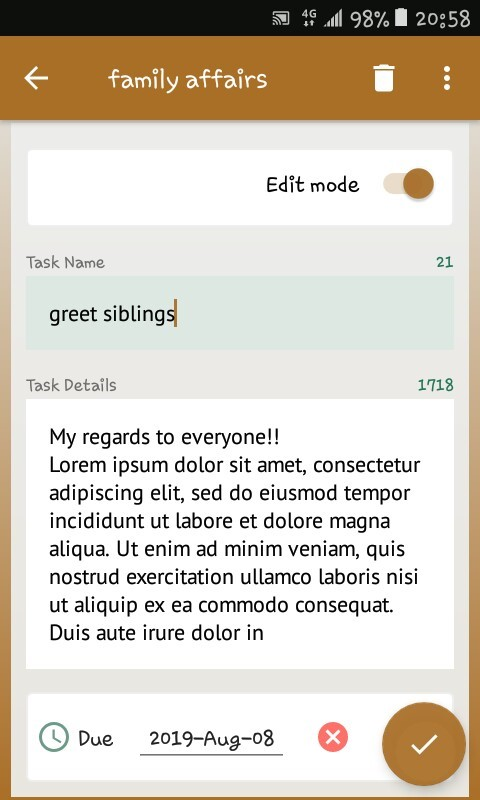 4G 98% 20:58
family affairs
Edit mode
Task Name 21
greet siblings
Task Details 1718
My regards to everyone!!
Lorem ipsum dolor sit amet, consectetur
adipiscing elit, sed do eiusmod tempor
incididunt ut labore et dolore magna
aliqua. Ut enim ad minim veniam, quis
nostrud exercitation ullamco laboris nisi
ut aliquip ex ea commodo consequat.
Duis aute irure dolor in
Due 2019-Aug-08